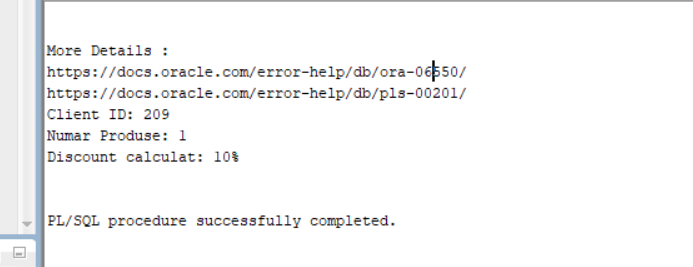 More Details :
https://docs.oracle.com/error-help/db/ora-06550/
https://docs.oracle.com/error-help/db/pls-00201/
Client ID: 209
Numar Produse: 1
Discount calculat: 10%
PL/SQL procedure successfully completed.